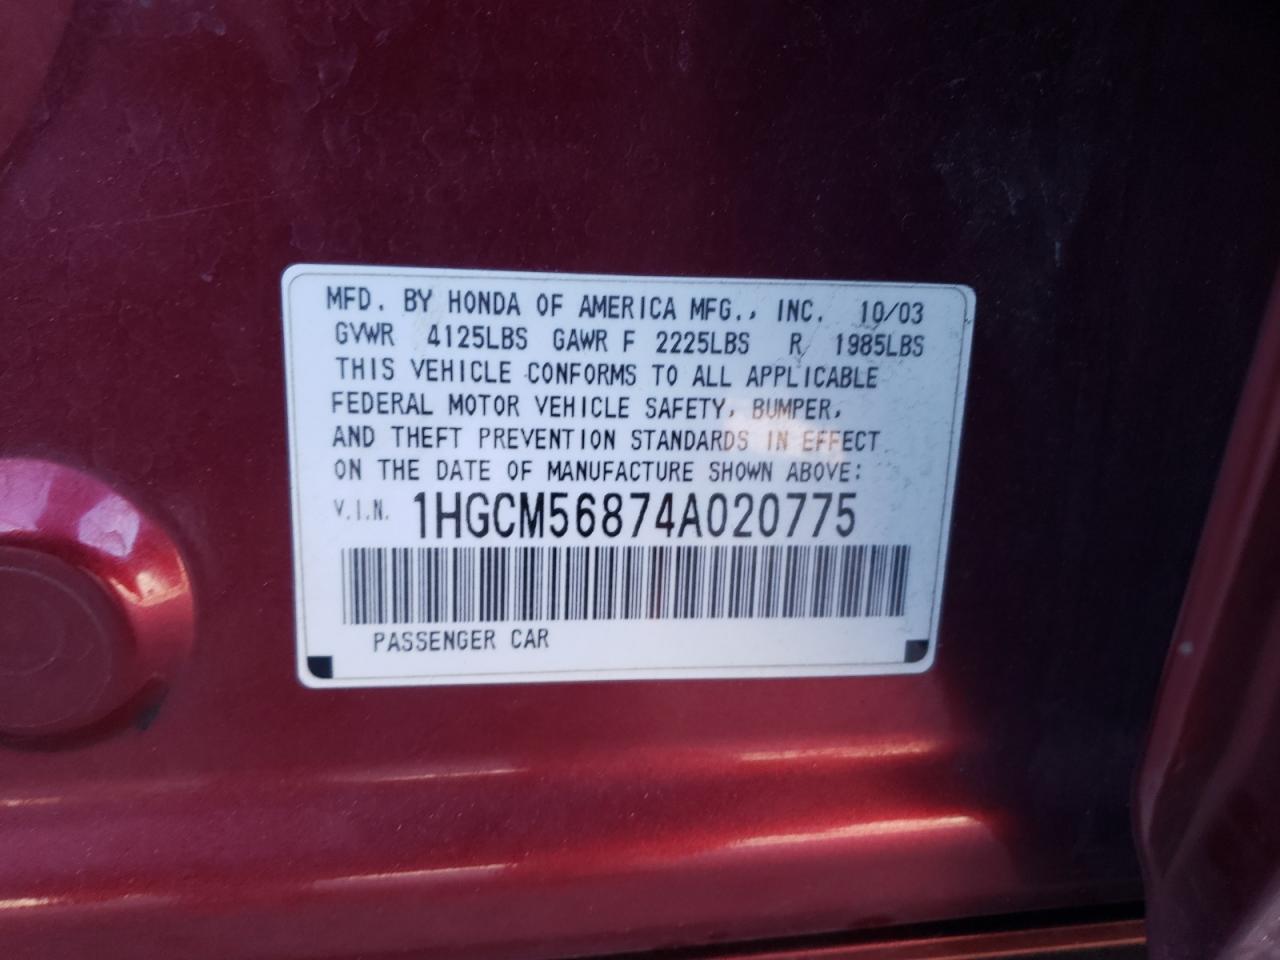 MFD. BY HONDA OF AMERICA MFG., INC. 10/03
GVWR 4125LBS GAWR F 2225LBS R 1985LBS
THIS VEHICLE CONFORMS TO ALL APPLICABLE
FEDERAL MOTOR VEHICLE SAFETY, BUMPER,
AND THEFT PREVENTION STANDARDS IN EFFECT
ON THE DATE OF MANUFACTURE SHOWN ABOVE:
V.I.N. 1HGCM56874A020775
PASSENGER CAR